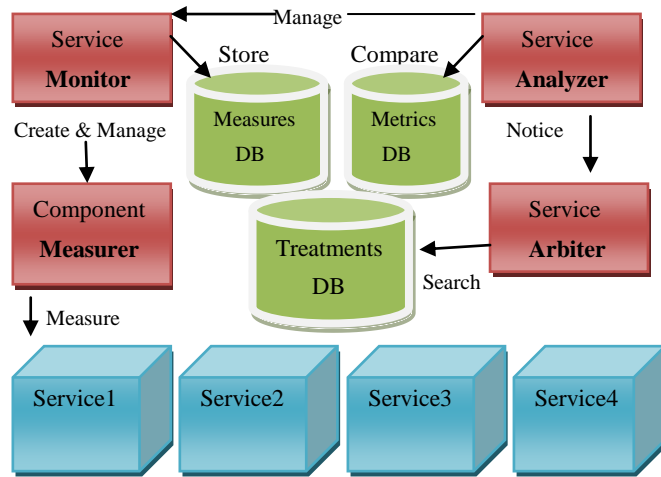 Manage
Service
Monitor
Store
Compare
Service
Analyzer
Measures
DB
Metrics
DB
Create & Manage
Notice
Component
Measurer
Treatments
DB
Service
Arbiter
Search
Measure
Service1
Service2
Service3
Service4